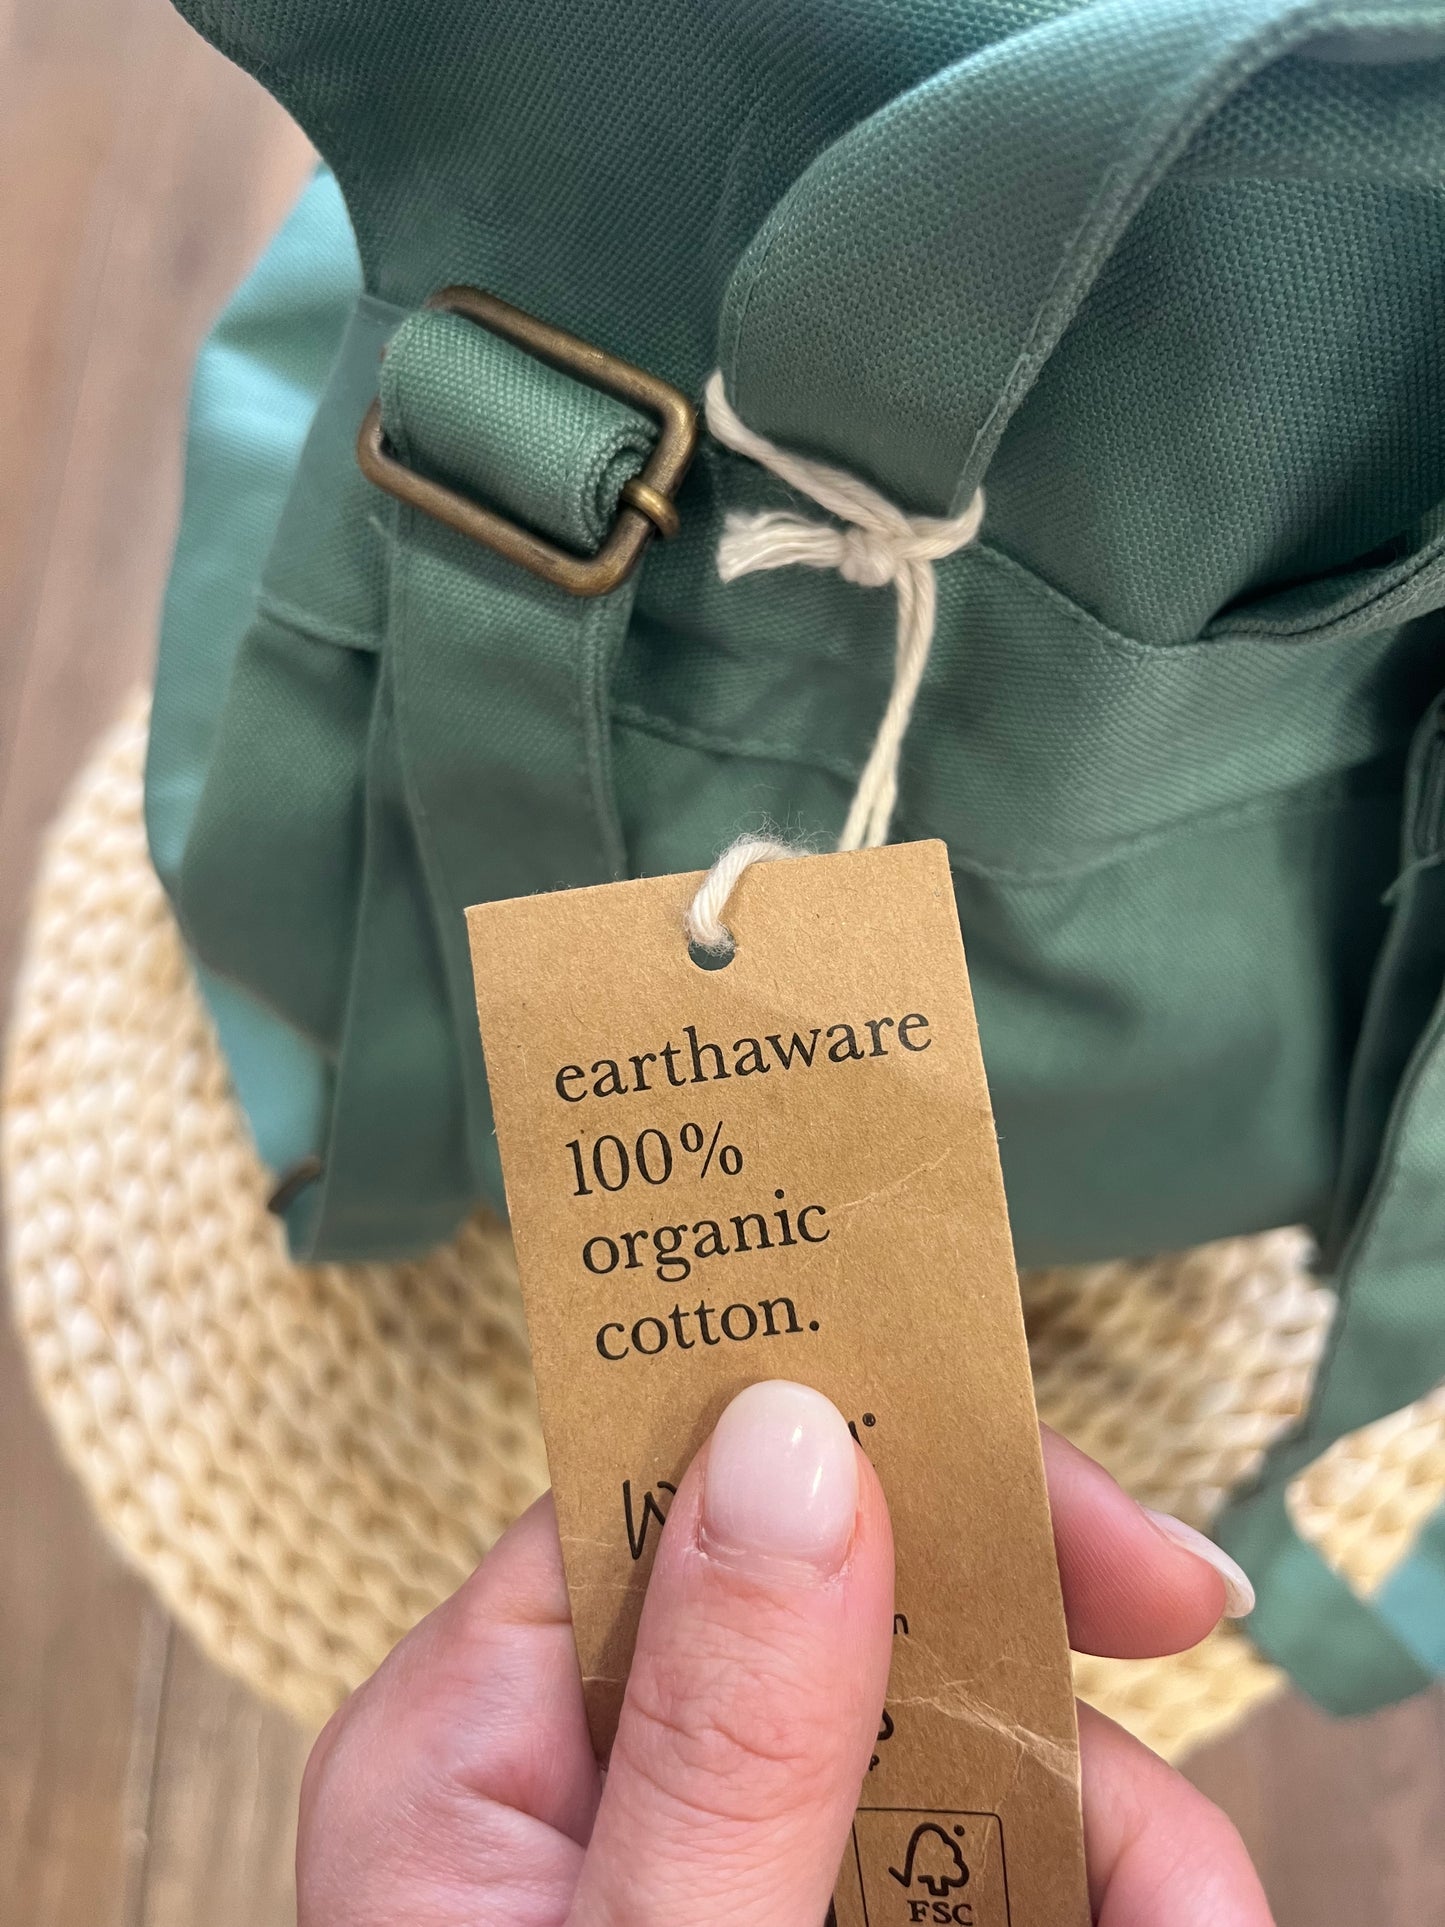 earthaware
100%
organic
cotton.
FSC